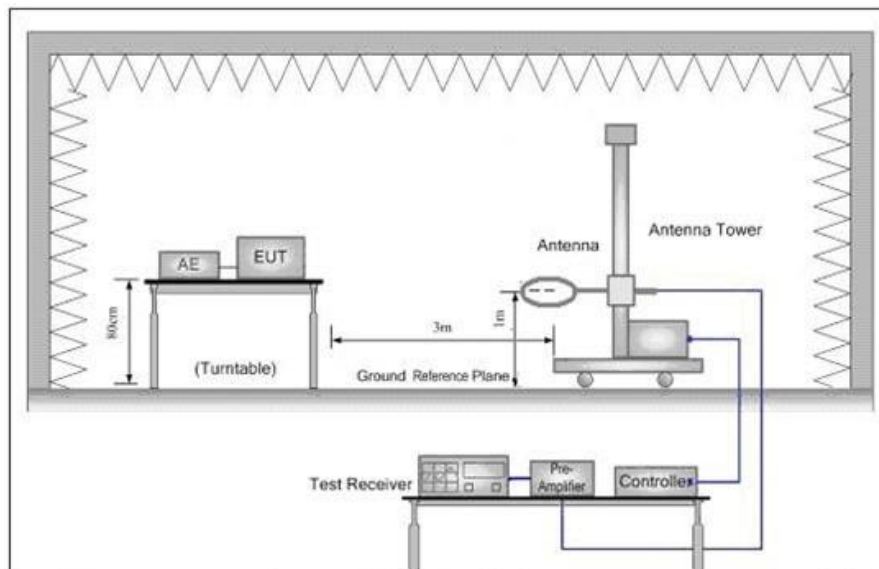 Antenna
Antenna Tower
AE
EUT
80cm
3m
1m
(Turntable)
Ground Reference Plane
Test Receiver
Pre-
Amplifier
Controller